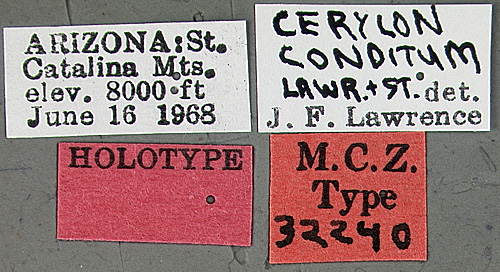 ARIZONA: St.
Catalina Mts.
elev. 8000 ft
June 16 1968
CERYLON
CONDITUM
LAWR. + ST. det.
J. F. Lawrence
HOLOTYPE
M.C.Z.
Type
32240